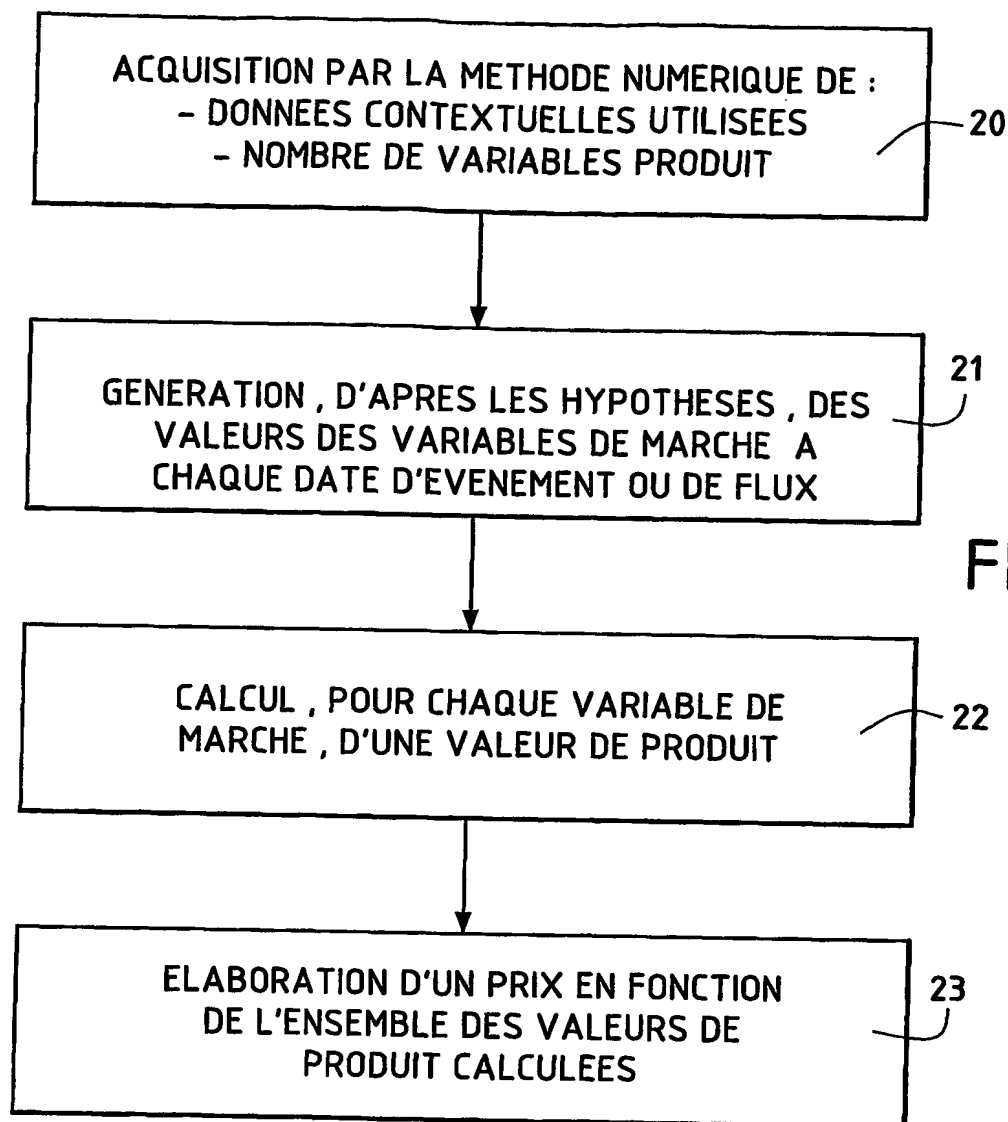 ACQUISITION PAR LA METHODE NUMERIQUE DE :
- DONNEES CONTEXTUELLES UTILISEES
- NOMBRE DE VARIABLES PRODUIT
20
GENERATION , D'APRES LES HYPOTHESES , DES
VALEURS DES VARIABLES DE MARCHE A
CHAQUE DATE D'EVENEMENT OU DE FLUX
21
CALCUL , POUR CHAQUE VARIABLE DE
MARCHE , D'UNE VALEUR DE PRODUIT
22
ELABORATION D'UN PRIX EN FONCTION
DE L'ENSEMBLE DES VALEURS DE
PRODUIT CALCULEES
23